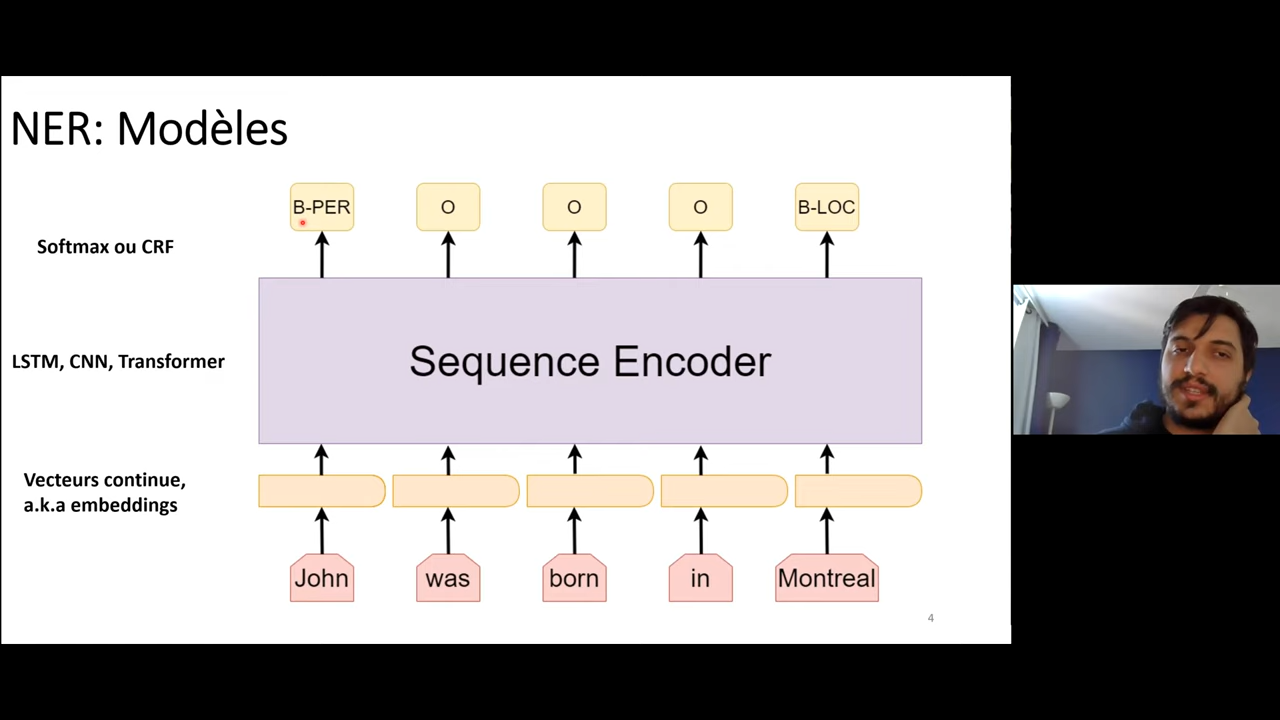 NER: Modèles
B-PER O O O B-LOC
Softmax ou CRF
Sequence Encoder
LSTM, CNN, Transformer
Vecteurs continue,
a.k.a embeddings
John was born in Montreal
4